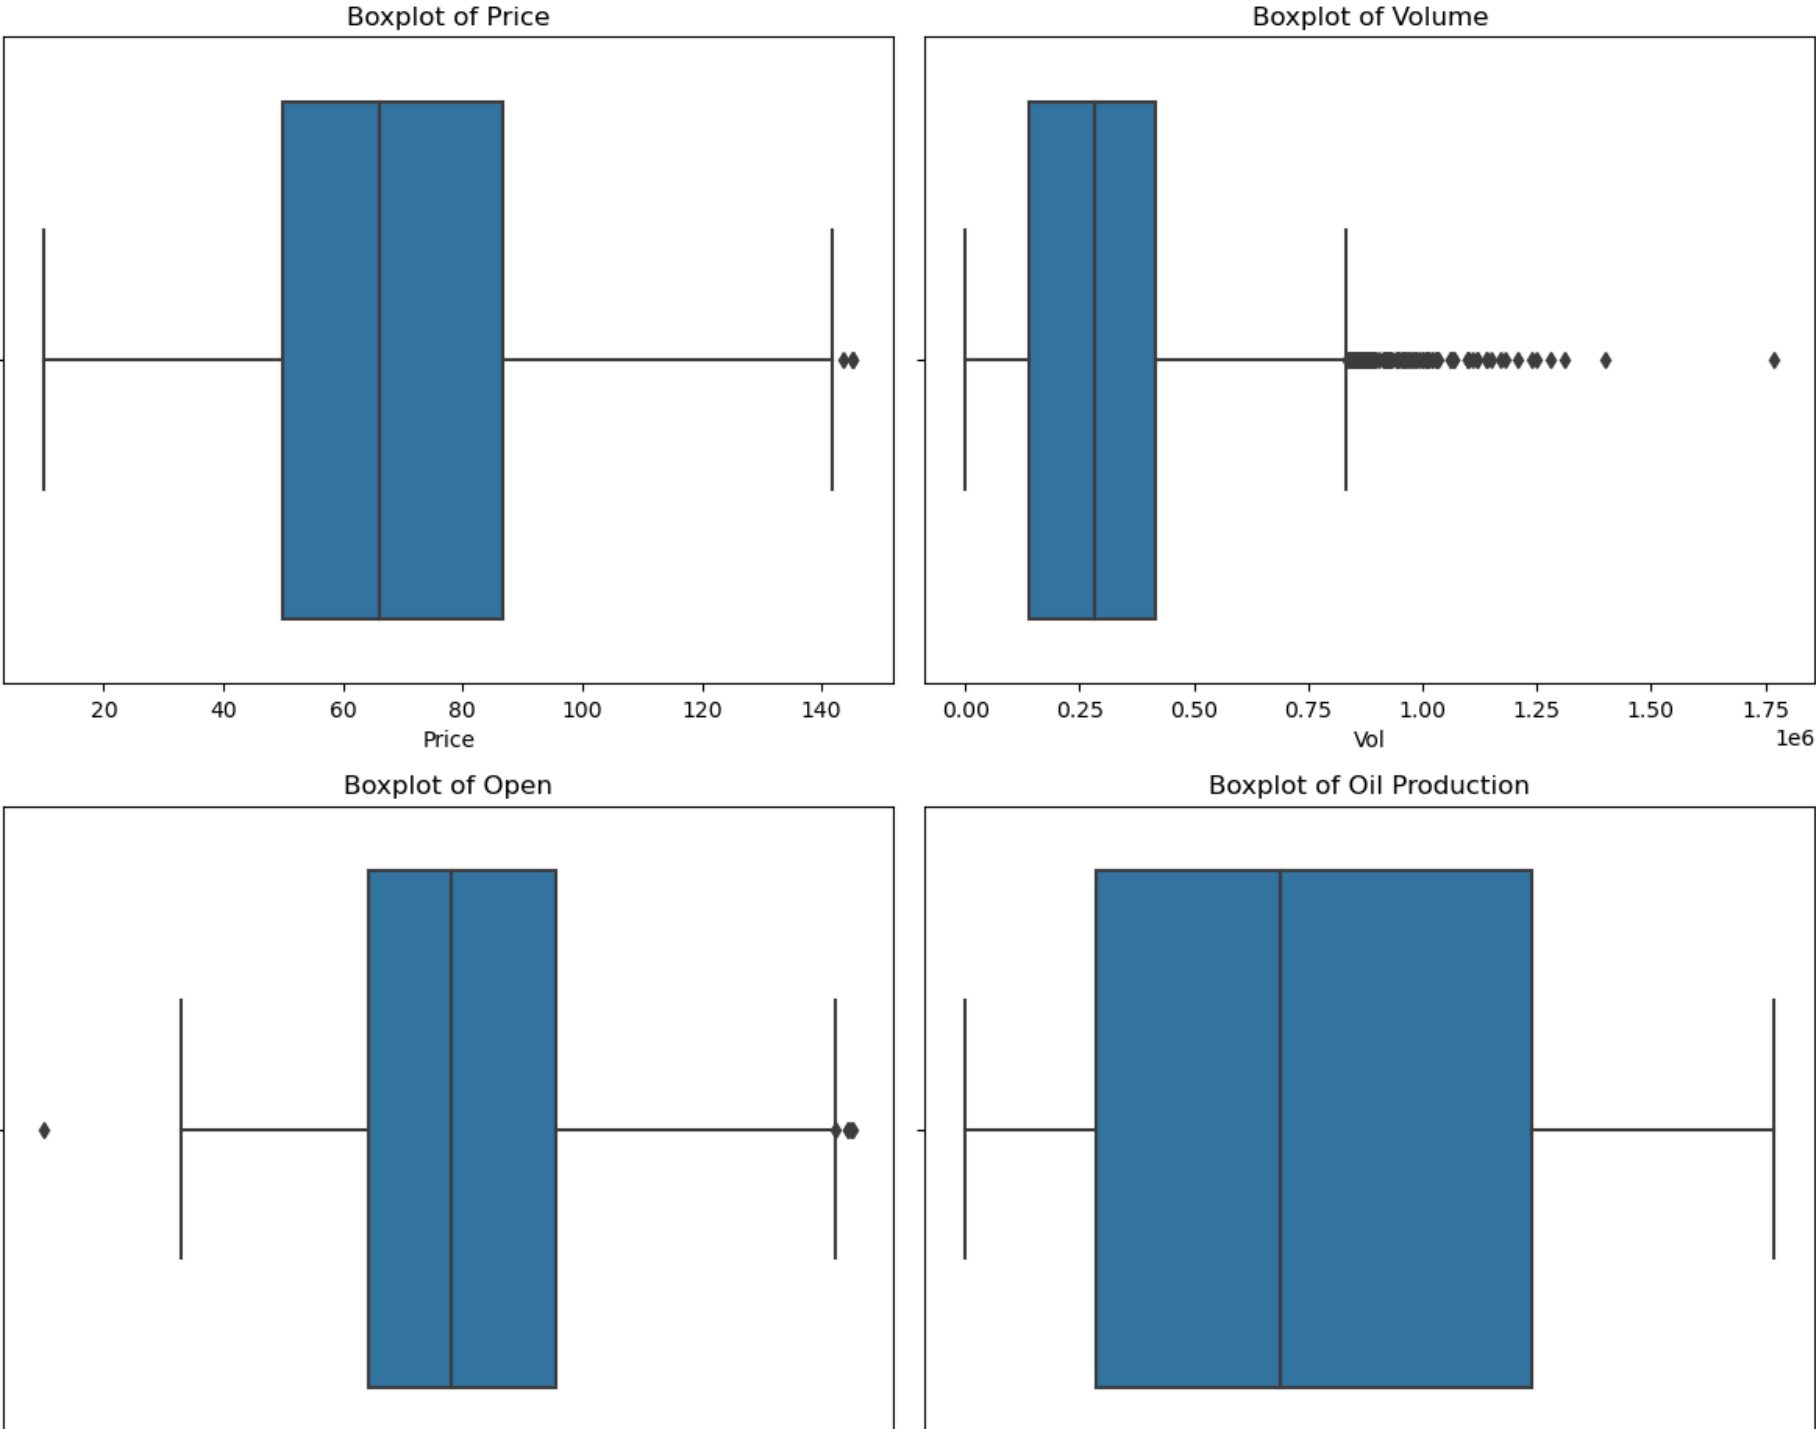 Boxplot of Price
Boxplot of Volume
20 40 60 80 100 120 140
Price
0.00 0.25 0.50 0.75 1.00 1.25 1.50 1.75
Vol
1e6
Boxplot of Open
Boxplot of Oil Production